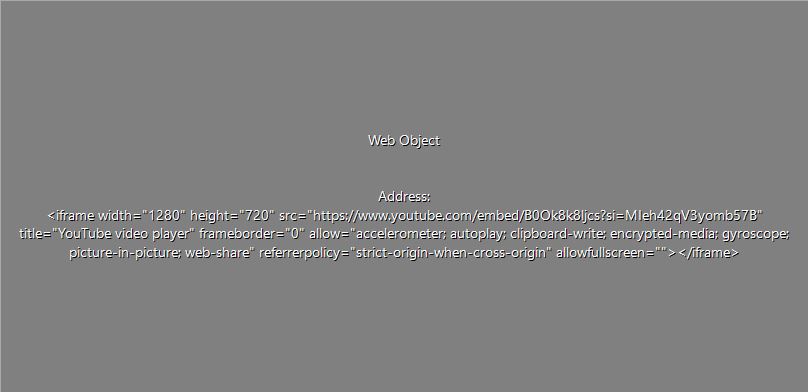 Web Object
Address:
<iframe width="1280" height="720" src="https://www.youtube.com/embed/B0Ok8k8ljcs?si=MIeh42qV3yomb57B"
title="YouTube video player" frameborder="0" allow="accelerometer; autoplay; clipboard-write; encrypted-media; gyroscope;
picture-in-picture; web-share" referrerpolicy="strict-origin-when-cross-origin" allowfullscreen=""></iframe>